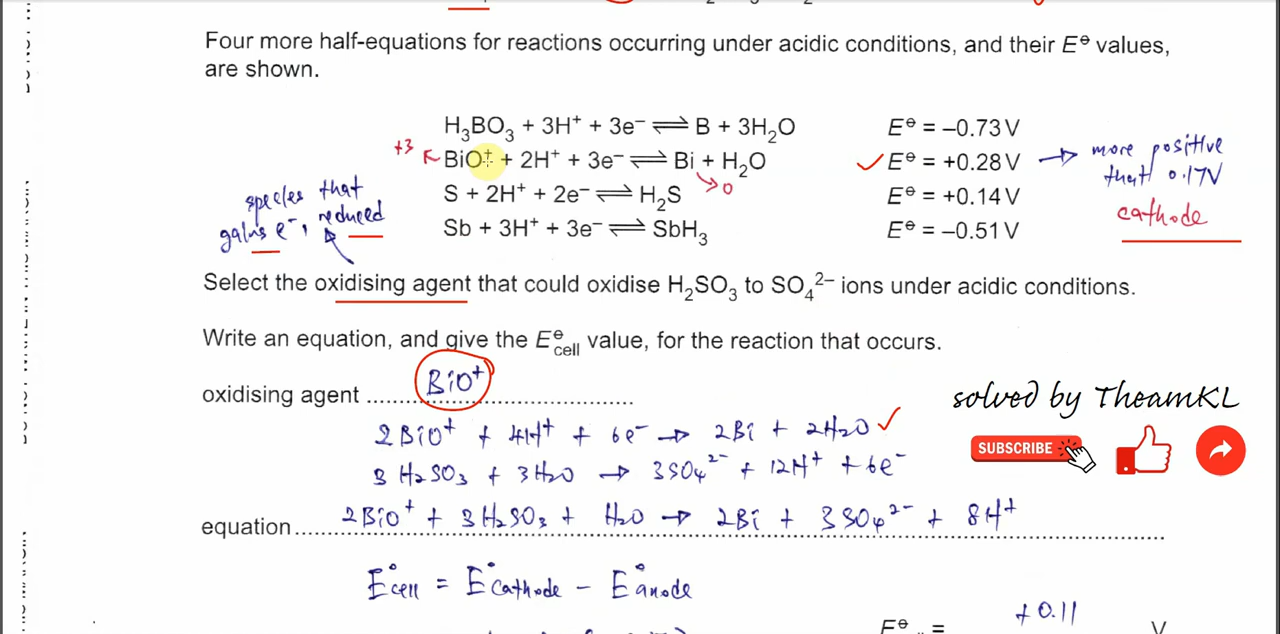 Four more half-equations for reactions occurring under acidic conditions, and their E⦵ values,
are shown.
H₃BO₃ + 3H⁺ + 3e⁻ ⇌ B + 3H₂O E⦵ = –0.73 V
+3 BiO⁺ + 2H⁺ + 3e⁻ ⇌ Bi + H₂O ✓ E⦵ = +0.28 V → more positive
that 0.17V
→ 0
S + 2H⁺ + 2e⁻ ⇌ H₂S E⦵ = +0.14 V
cathode
Sb + 3H⁺ + 3e⁻ ⇌ SbH₃ E⦵ = –0.51 V
species that
gains e⁻, reduced
Select the oxidising agent that could oxidise H₂SO₃ to SO₄²⁻ ions under acidic conditions.
Write an equation, and give the E⦵cell value, for the reaction that occurs.
oxidising agent BiO⁺
solved by TheamKL
SUBSCRIBE
2BiO⁺ + 4H⁺ + 6e⁻ → 2Bi + 2H₂O ✓
3H₂SO₃ + 3H₂O → 3SO₄²⁻ + 12H⁺ + 6e⁻
equation 2BiO⁺ + 3H₂SO₃ + H₂O → 2Bi + 3SO₄²⁻ + 8H⁺
E°cell = E°cathode – E°anode
E⦵ = +0.11 V